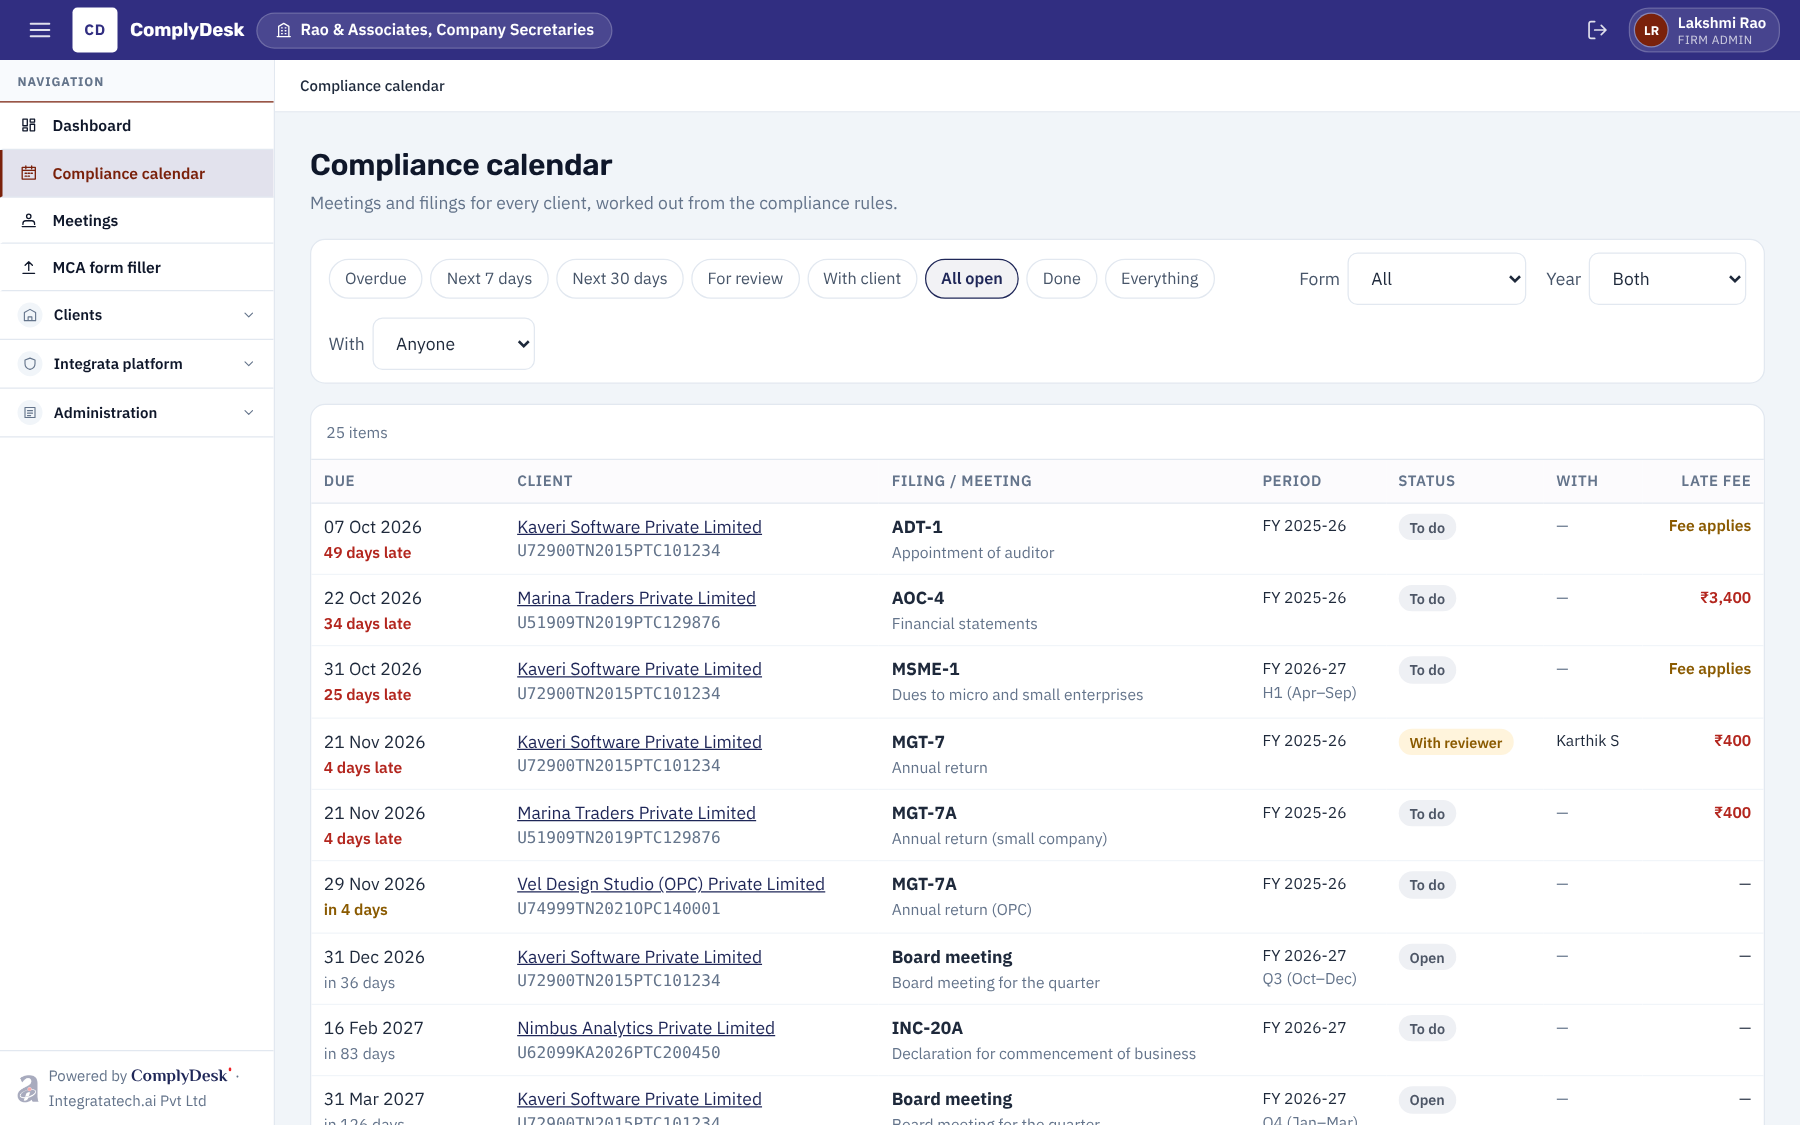 CD ComplyDesk Rao & Associates, Company Secretaries
LR Lakshmi Rao
FIRM ADMIN
NAVIGATION
Dashboard
Compliance calendar
Meetings
MCA form filler
Clients
Integrata platform
Administration
Powered by ComplyDesk ·
Integratatech.ai Pvt Ltd
Compliance calendar
Compliance calendar
Meetings and filings for every client, worked out from the compliance rules.
Overdue Next 7 days Next 30 days For review With client All open Done Everything Form All Year Both
With Anyone
25 items
DUE CLIENT FILING / MEETING PERIOD STATUS WITH LATE FEE
07 Oct 2026 Kaveri Software Private Limited ADT-1 FY 2025-26 To do — Fee applies
49 days late U72900TN2015PTC101234 Appointment of auditor
22 Oct 2026 Marina Traders Private Limited AOC-4 FY 2025-26 To do — ₹3,400
34 days late U51909TN2019PTC129876 Financial statements
31 Oct 2026 Kaveri Software Private Limited MSME-1 FY 2026-27 To do — Fee applies
25 days late U72900TN2015PTC101234 Dues to micro and small enterprises H1 (Apr–Sep)
21 Nov 2026 Kaveri Software Private Limited MGT-7 FY 2025-26 With reviewer Karthik S ₹400
4 days late U72900TN2015PTC101234 Annual return
21 Nov 2026 Marina Traders Private Limited MGT-7A FY 2025-26 To do — ₹400
4 days late U51909TN2019PTC129876 Annual return (small company)
29 Nov 2026 Vel Design Studio (OPC) Private Limited MGT-7A FY 2025-26 To do — —
in 4 days U74999TN2021OPC140001 Annual return (OPC)
31 Dec 2026 Kaveri Software Private Limited Board meeting FY 2026-27 Open — —
in 36 days U72900TN2015PTC101234 Board meeting for the quarter Q3 (Oct–Dec)
16 Feb 2027 Nimbus Analytics Private Limited INC-20A FY 2026-27 To do — —
in 83 days U62099KA2026PTC200450 Declaration for commencement of business
31 Mar 2027 Kaveri Software Private Limited Board meeting FY 2026-27 Open — —
in 126 days U72900TN2015PTC101234 Board meeting for the quarter Q4 (Jan–Mar)